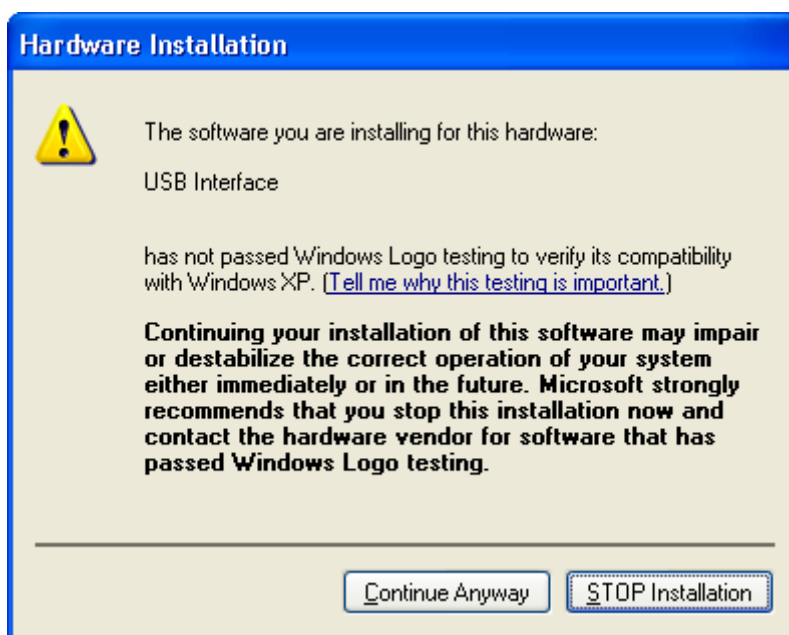 Hardware Installation
The software you are installing for this hardware:
USB Interface
has not passed Windows Logo testing to verify its compatibility
with Windows XP. (Tell me why this testing is important.)
Continuing your installation of this software may impair
or destabilize the correct operation of your system
either immediately or in the future. Microsoft strongly
recommends that you stop this installation now and
contact the hardware vendor for software that has
passed Windows Logo testing.
Continue Anyway
STOP Installation